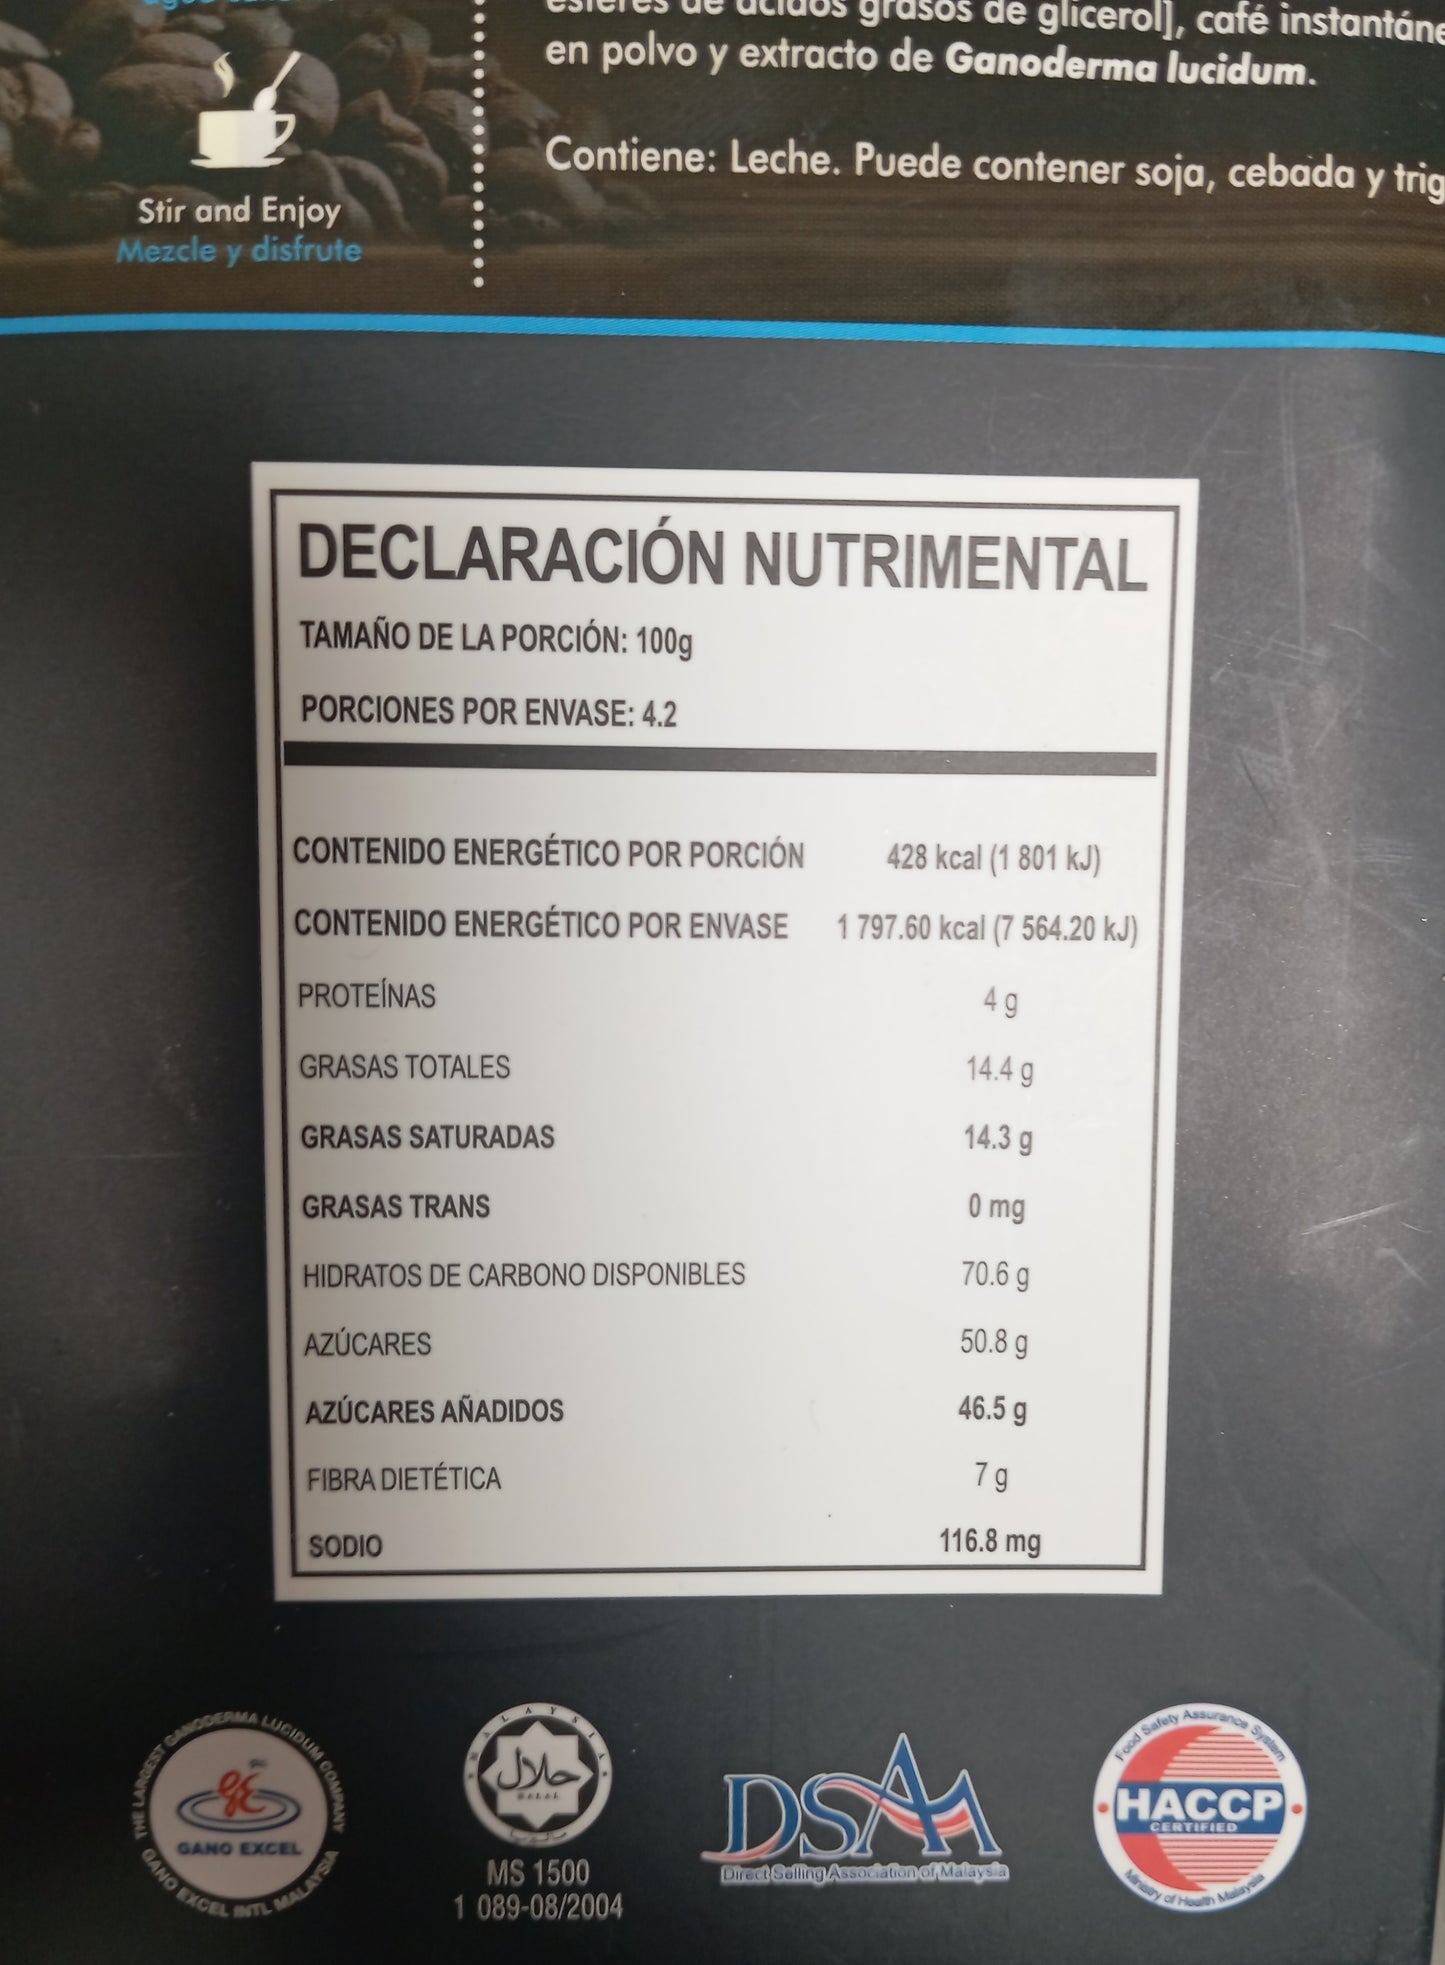 de ácidos grasos de glicerol], café
en polvo y extracto de Ganoderma lucidum.
Contiene: Leche. Puede contener soja, cebada y
Stir and Enjoy
Mezcle y disfrute
DECLARACIÓN NUTRIMENTAL
TAMAÑO DE LA PORCIÓN: 100g
PORCIONES POR ENVASE: 4.2
CONTENIDO ENERGÉTICO POR PORCIÓN 428 kcal (1 801 kJ)
CONTENIDO ENERGÉTICO POR ENVASE 1 797.60 kcal (7 564.20 kJ)
PROTEÍNAS 4 g
GRASAS TOTALES 14.4 g
GRASAS SATURADAS 14.3 g
GRASAS TRANS 0 mg
HIDRATOS DE CARBONO DISPONIBLES 70.6 g
AZÚCARES 50.8 g
AZÚCARES AÑADIDOS 46.5 g
FIBRA DIETÉTICA 7 g
SODIO 116.8 mg
THE LARGEST GANODERMA LUCIDUM COMPANY
GANO EXCEL
GANO EXCEL INTL MALAYSIA
MALAYSIA
حلال
HALAL
MS 1500
1 089-08/2004
DSAM
Direct Selling Association of Malaysia
Food Safety Assurance System
HACCP
CERTIFIED
Ministry of Health Malaysia